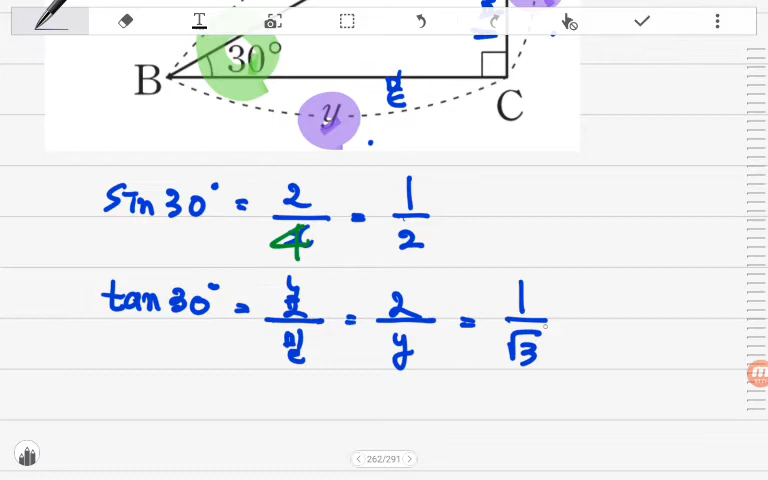 B 30° C
y 밑
sin 30° = 2/4 = 1/2
tan 30° = 높/밑 = 2/y = 1/√3
262/291